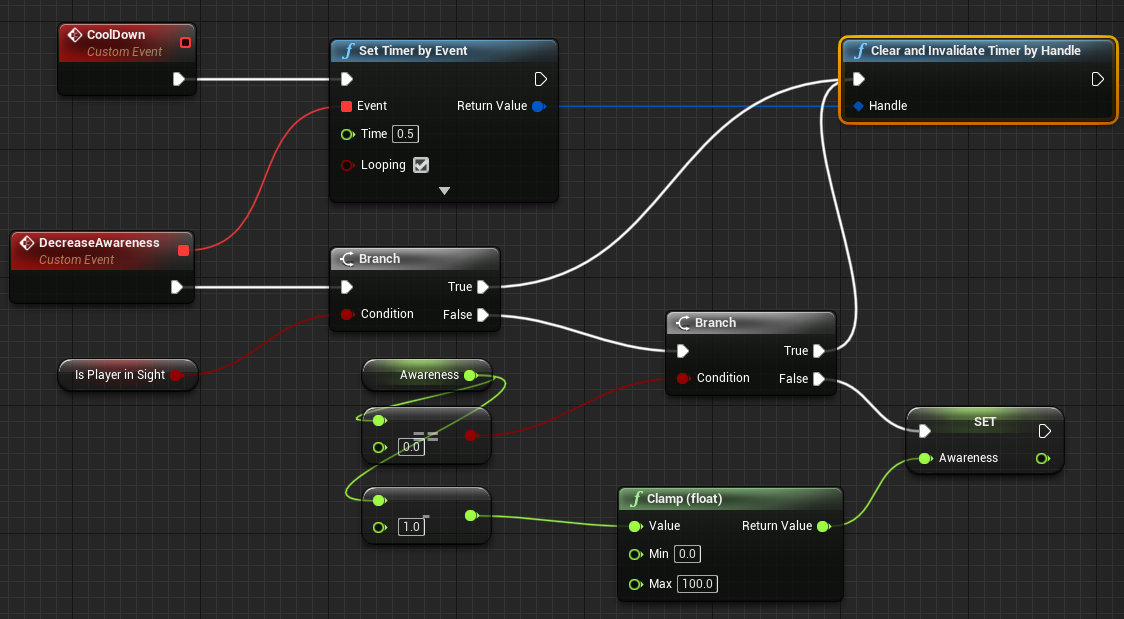 CoolDown
Custom Event
f Set Timer by Event
Event
Return Value
Time 0.5
Looping
f Clear and Invalidate Timer by Handle
Handle
DecreaseAwareness
Custom Event
Branch
True
Condition
False
Is Player in Sight
Branch
True
Condition
False
Awareness
==
0.0
-
1.0
f Clamp (float)
Value
Return Value
Min 0.0
Max 100.0
SET
Awareness